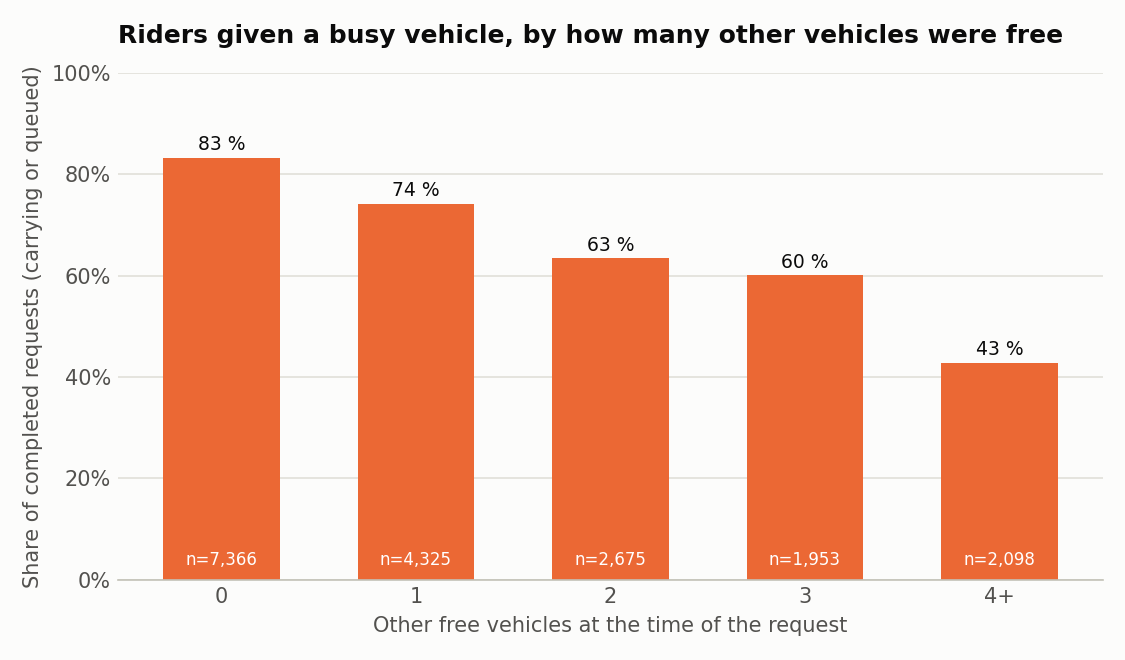 Riders given a busy vehicle, by how many other vehicles were free
Share of completed requests (carrying or queued)
100%
80%
60%
40%
20%
0%
83 %
74 %
63 %
60 %
43 %
n=7,366
n=4,325
n=2,675
n=1,953
n=2,098
0
1
2
3
4+
Other free vehicles at the time of the request